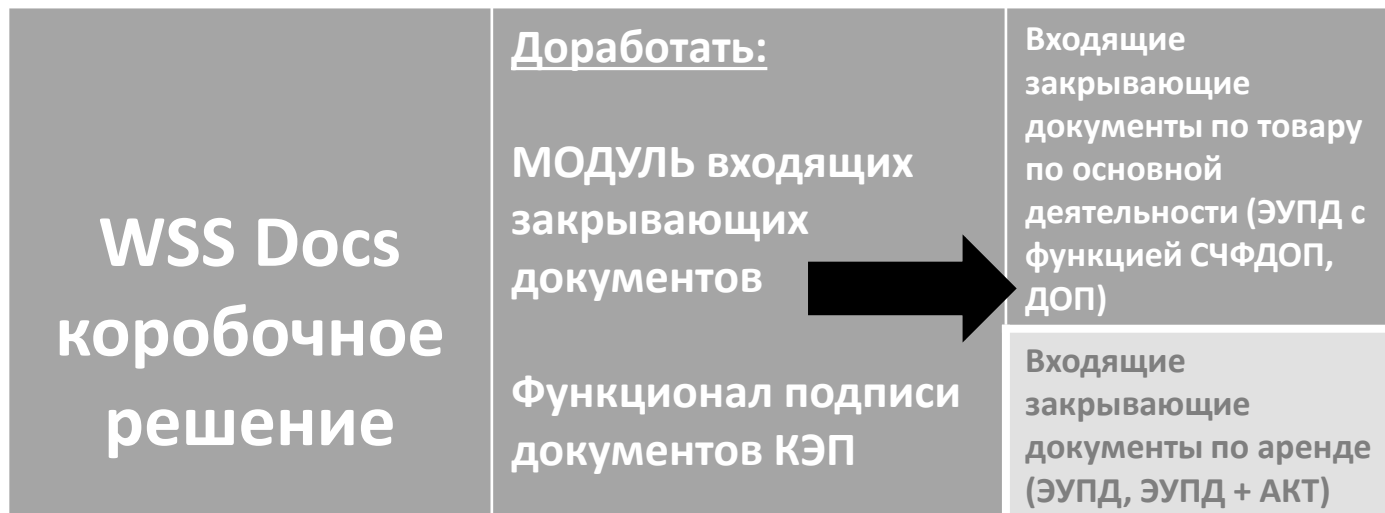 WSS Docs
коробочное
решение
Доработать:
МОДУЛЬ входящих
закрывающих
документов
Функционал подписи
документов КЭП
Входящие
закрывающие
документы по товару
по основной
деятельности (ЭУПД с
функцией СЧФДОП,
ДОП)
Входящие
закрывающие
документы по аренде
(ЭУПД, ЭУПД + АКТ)